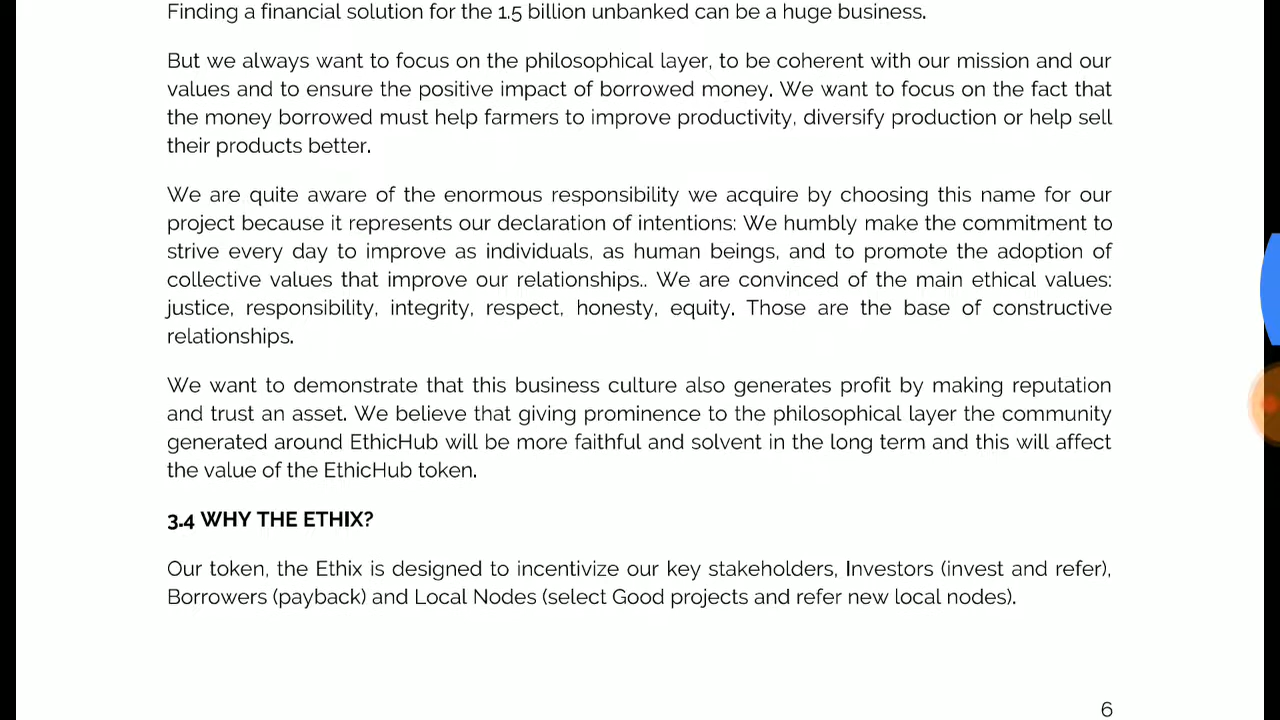 Finding a financial solution for the 1.5 billion unbanked can be a huge business.
But we always want to focus on the philosophical layer, to be coherent with our mission and our
values and to ensure the positive impact of borrowed money. We want to focus on the fact that
the money borrowed must help farmers to improve productivity, diversify production or help sell
their products better.
We are quite aware of the enormous responsibility we acquire by choosing this name for our
project because it represents our declaration of intentions: We humbly make the commitment to
strive every day to improve as individuals, as human beings, and to promote the adoption of
collective values that improve our relationships.. We are convinced of the main ethical values:
justice, responsibility, integrity, respect, honesty, equity. Those are the base of constructive
relationships.
We want to demonstrate that this business culture also generates profit by making reputation
and trust an asset. We believe that giving prominence to the philosophical layer the community
generated around EthicHub will be more faithful and solvent in the long term and this will affect
the value of the EthicHub token.
3.4 WHY THE ETHIX?
Our token, the Ethix is designed to incentivize our key stakeholders, Investors (invest and refer),
Borrowers (payback) and Local Nodes (select Good projects and refer new local nodes).
6